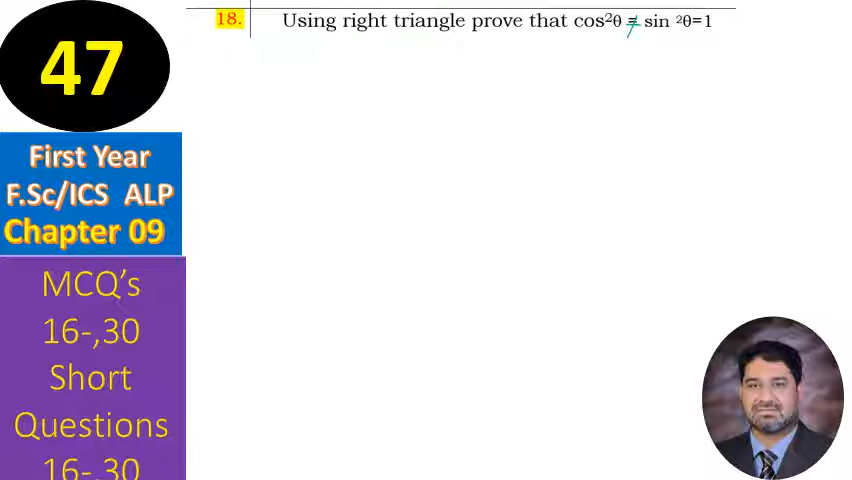 18. Using right triangle prove that cos²θ + sin ²θ=1
47
First Year
F.Sc/ICS ALP
Chapter 09
MCQ's
16-,30
Short
Questions
16-.30